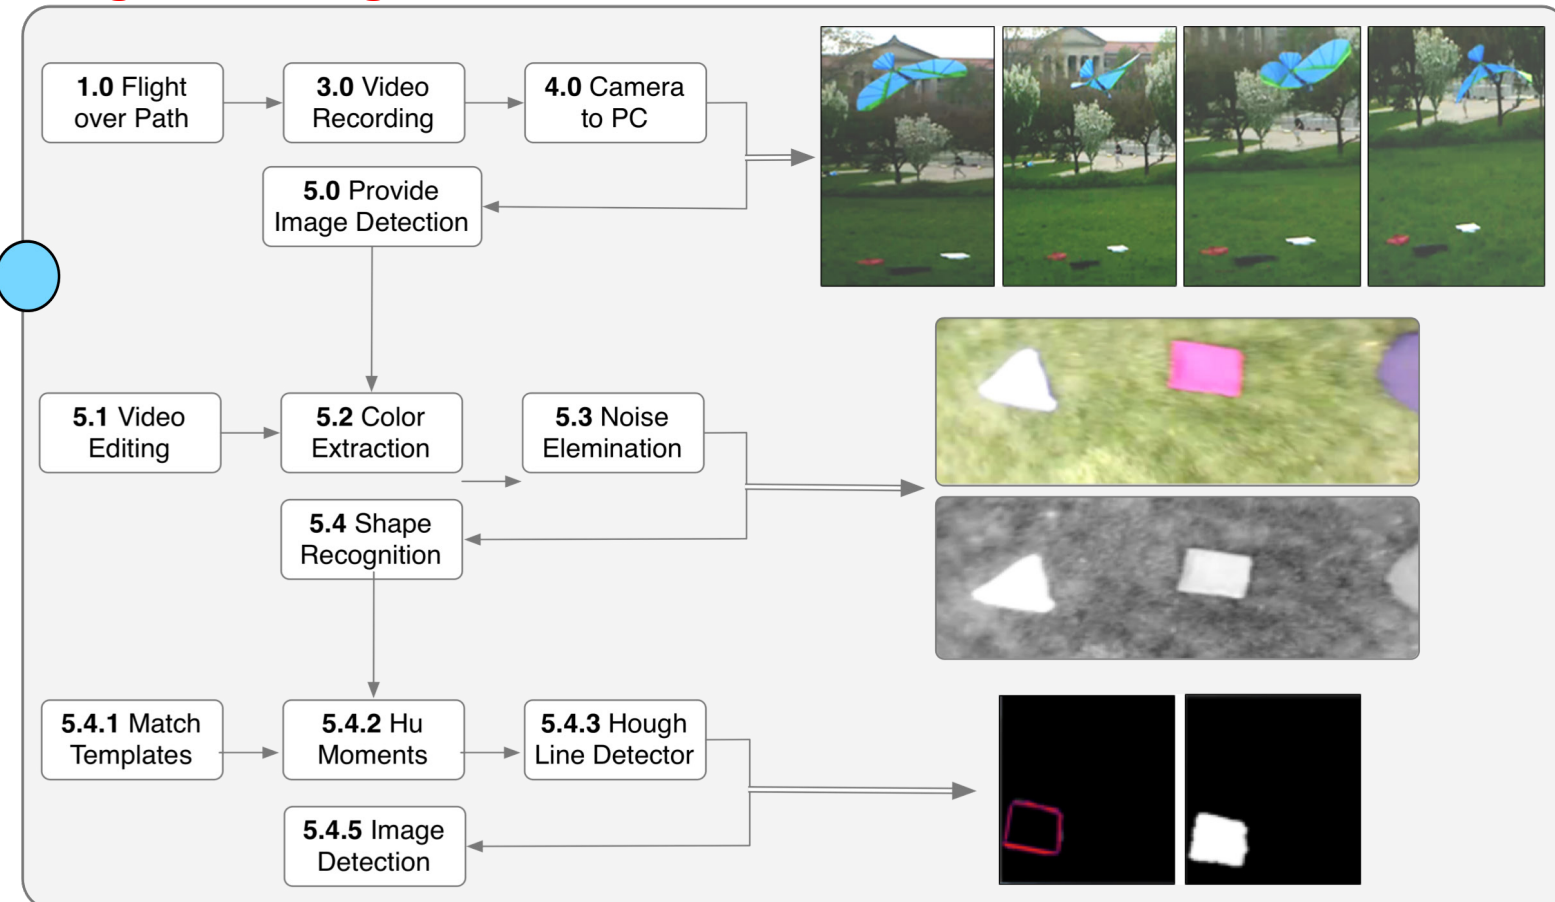 1.0 Flight
over Path
3.0 Video
Recording
4.0 Camera
to PC
5.0 Provide
Image Detection
5.1 Video
Editing
5.2 Color
Extraction
5.3 Noise
Elemination
5.4 Shape
Recognition
5.4.1 Match
Templates
5.4.2 Hu
Moments
5.4.3 Hough
Line Detector
5.4.5 Image
Detection